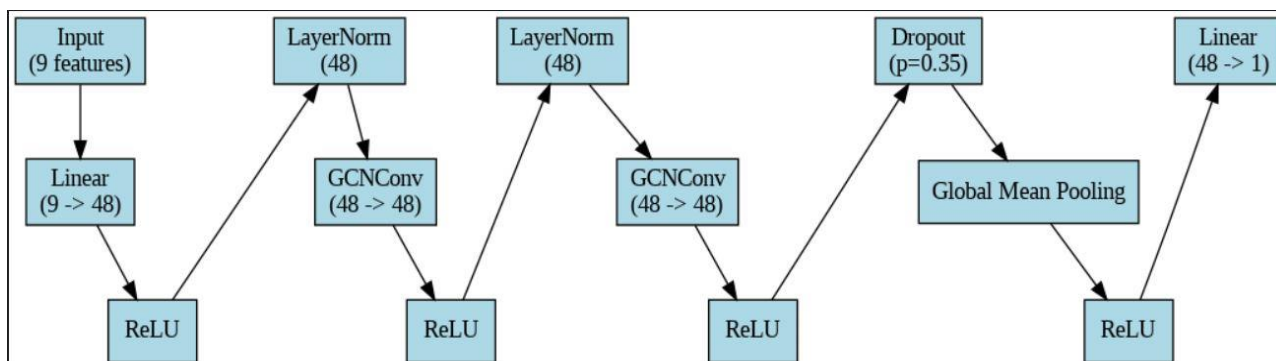 Input
(9 features)
Linear
(9 -> 48)
ReLU
LayerNorm
(48)
GCNConv
(48 -> 48)
ReLU
LayerNorm
(48)
GCNConv
(48 -> 48)
ReLU
Dropout
(p=0.35)
Global Mean Pooling
ReLU
Linear
(48 -> 1)